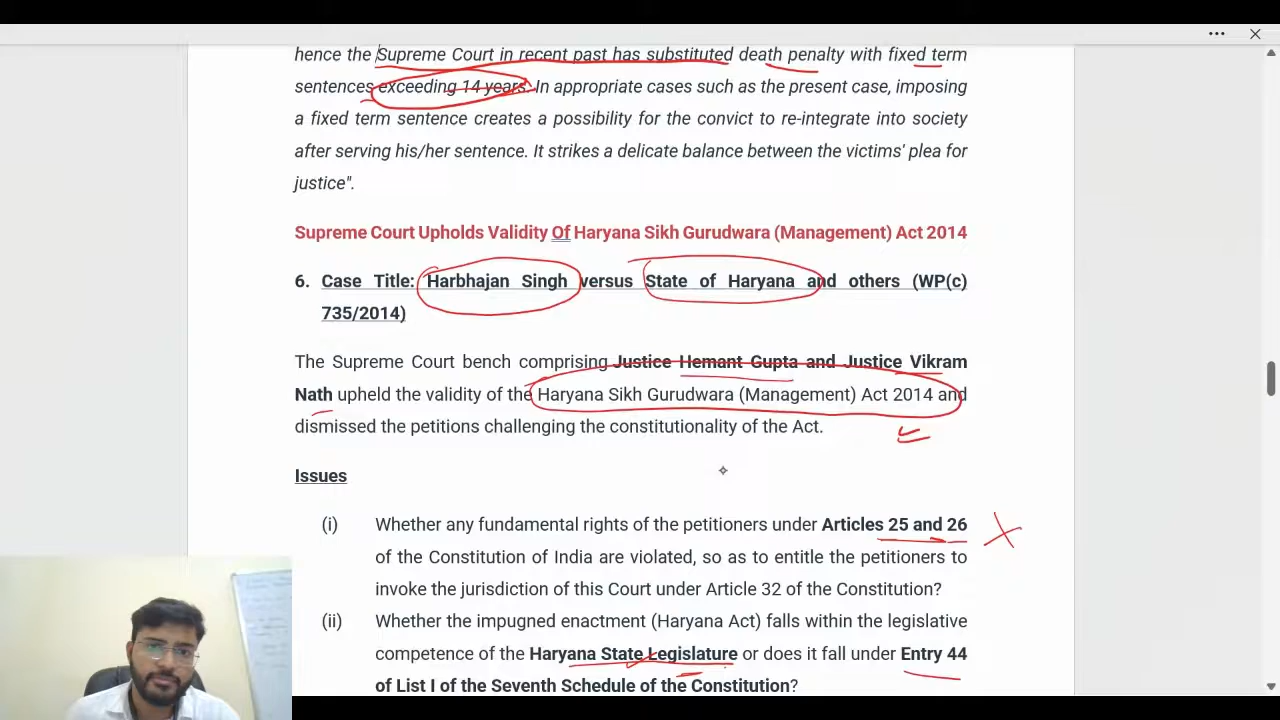 hence the Supreme Court in recent past has substituted death penalty with fixed term
sentences exceeding 14 years. In appropriate cases such as the present case, imposing
a fixed term sentence creates a possibility for the convict to re-integrate into society
after serving his/her sentence. It strikes a delicate balance between the victims' plea for
justice".
Supreme Court Upholds Validity Of Haryana Sikh Gurudwara (Management) Act 2014
6. Case Title: Harbhajan Singh versus State of Haryana and others (WP(c)
735/2014)
The Supreme Court bench comprising Justice Hemant Gupta and Justice Vikram
Nath upheld the validity of the Haryana Sikh Gurudwara (Management) Act 2014 and
dismissed the petitions challenging the constitutionality of the Act.
Issues
(i) Whether any fundamental rights of the petitioners under Articles 25 and 26
of the Constitution of India are violated, so as to entitle the petitioners to
invoke the jurisdiction of this Court under Article 32 of the Constitution?
(ii) Whether the impugned enactment (Haryana Act) falls within the legislative
competence of the Haryana State Legislature or does it fall under Entry 44
of List I of the Seventh Schedule of the Constitution?